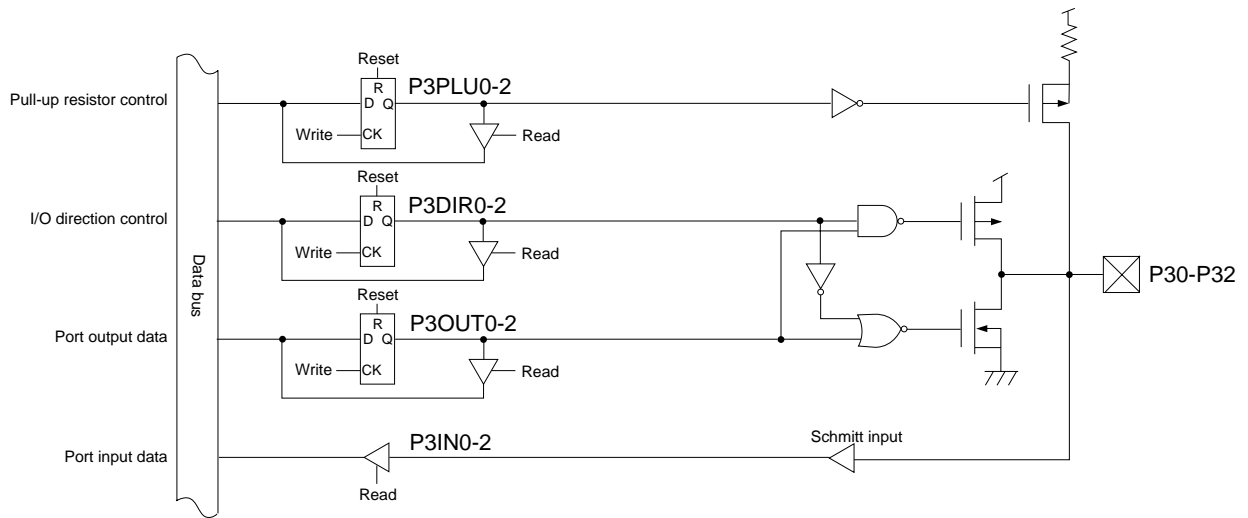 Pull-up resistor control
Reset
R
D Q
CK
Write
P3PLU0-2
Read
I/O direction control
Reset
R
D Q
CK
Write
P3DIR0-2
Read
Data bus
P30-P32
Port output data
Reset
R
D Q
CK
Write
P3OUT0-2
Read
Port input data
P3IN0-2
Read
Schmitt input